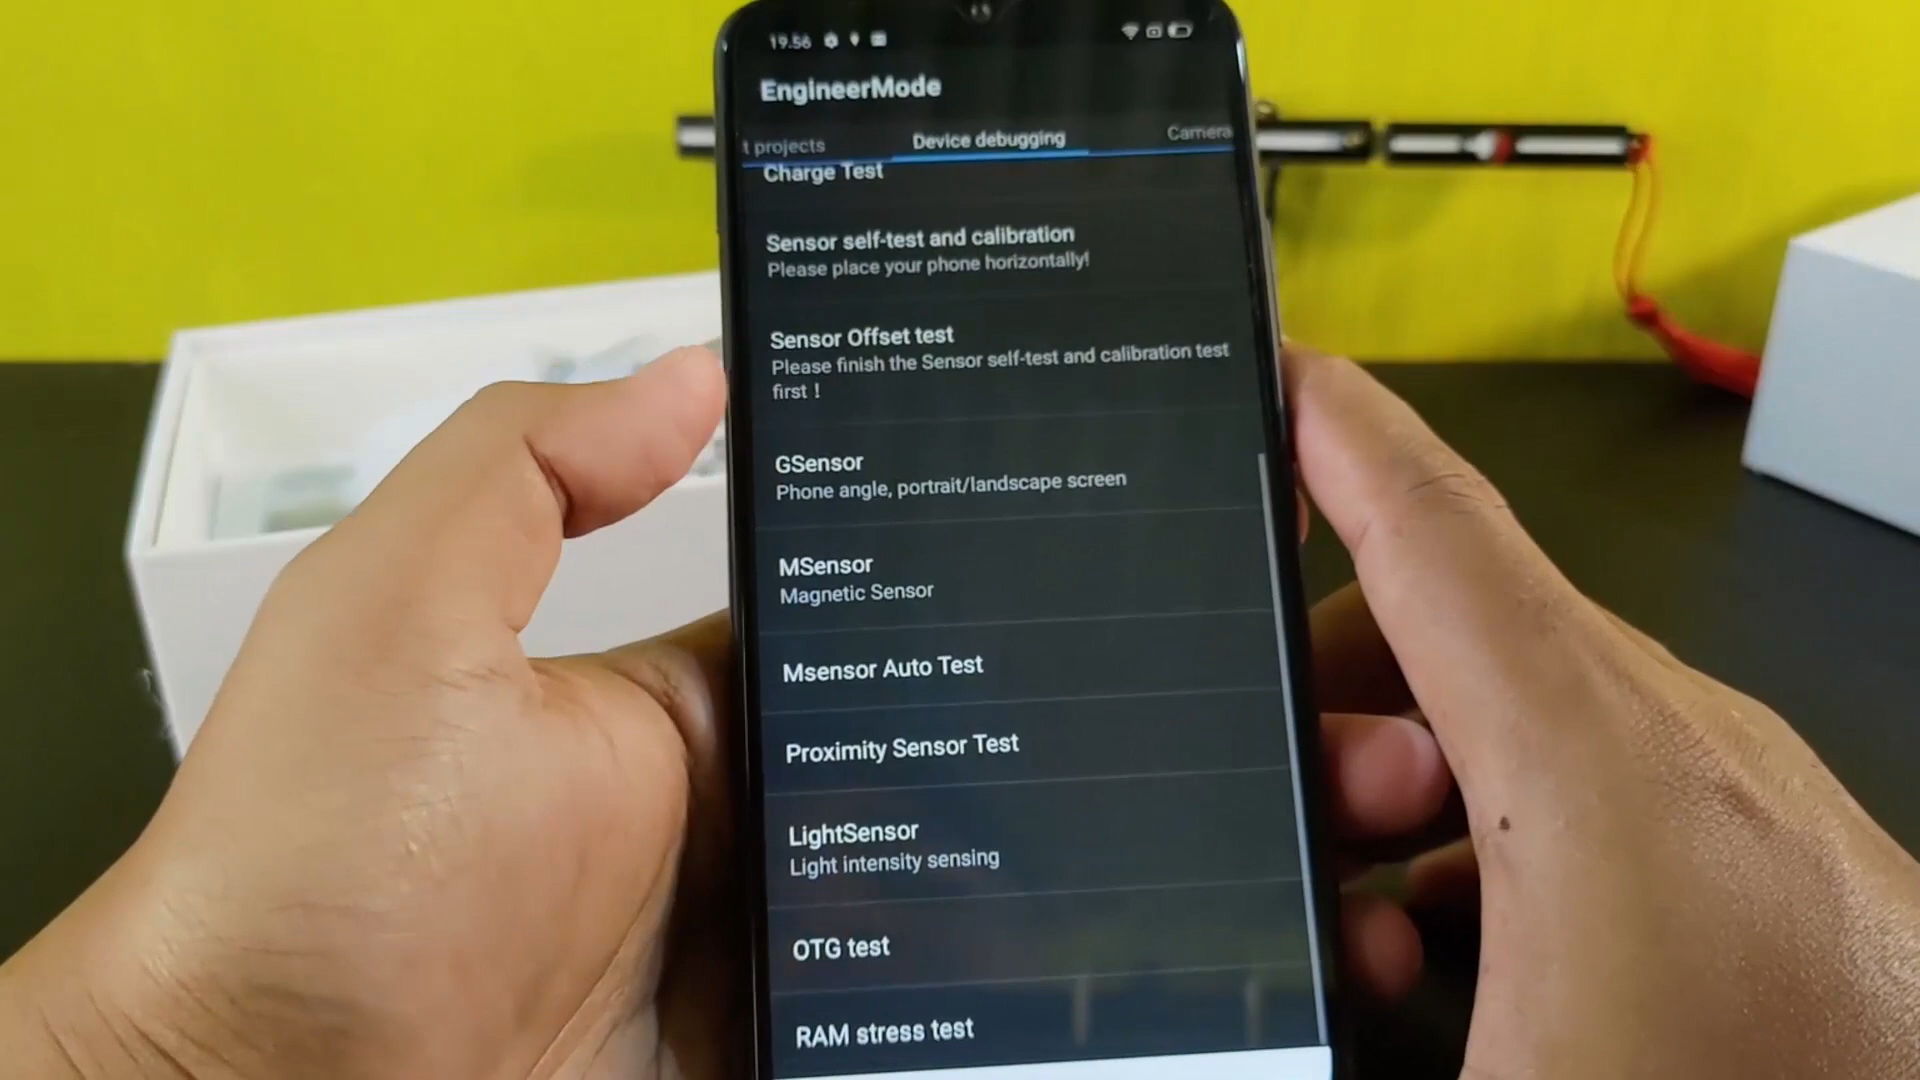 19.56
EngineerMode
t projects
Device debugging
Camera
Charge Test
Sensor self-test and calibration
Please place your phone horizontally!
Sensor Offset test
Please finish the Sensor self-test and calibration test
first !
GSensor
Phone angle, portrait/landscape screen
MSensor
Magnetic Sensor
Msensor Auto Test
Proximity Sensor Test
LightSensor
Light intensity sensing
OTG test
RAM stress test